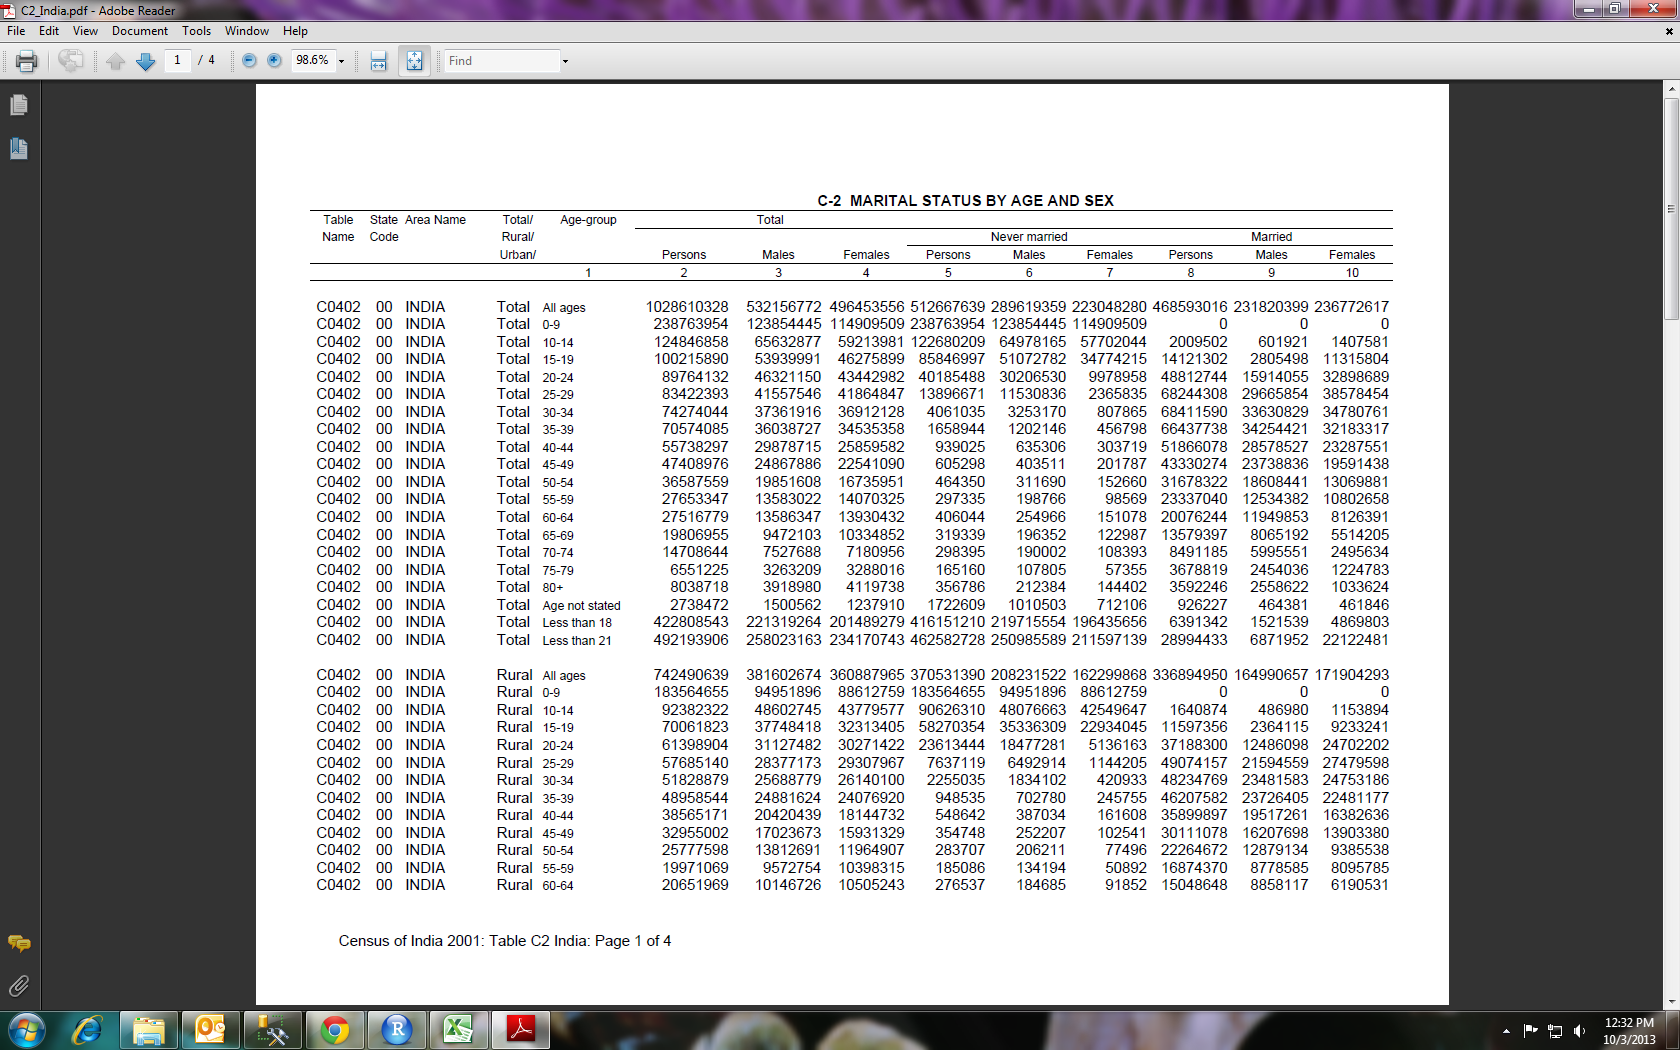 C2_India.pdf - Adobe Reader
File Edit View Document Tools Window Help
1 / 4 98.6% Find
C-2 MARITAL STATUS BY AGE AND SEX
Table State Area Name Total/ Age-group Total
Name Code Rural/ Never married Married
Urban/ Persons Males Females Persons Males Females Persons Males Females
1 2 3 4 5 6 7 8 9 10
C0402 00 INDIA Total All ages 1028610328 532156772 496453556 512667639 289619359 223048280 468593016 231820399 236772617
C0402 00 INDIA Total 0-9 238763954 123854445 114909509 238763954 123854445 114909509 0 0 0
C0402 00 INDIA Total 10-14 124846858 65632877 59213981 122680209 64978165 57702044 2009502 601921 1407581
C0402 00 INDIA Total 15-19 100215890 53939991 46275899 85846997 51072782 34774215 14121302 2805498 11315804
C0402 00 INDIA Total 20-24 89764132 46321150 43442982 40185488 30206530 9978958 48812744 15914055 32898689
C0402 00 INDIA Total 25-29 83422393 41557546 41864847 13896671 11530836 2365835 68244308 29665854 38578454
C0402 00 INDIA Total 30-34 74274044 37361916 36912128 4061035 3253170 807865 68411590 33630829 34780761
C0402 00 INDIA Total 35-39 70574085 36038727 34535358 1658944 1202146 456798 66437738 34254421 32183317
C0402 00 INDIA Total 40-44 55738297 29878715 25859582 939025 635306 303719 51866078 28578527 23287551
C0402 00 INDIA Total 45-49 47408976 24867886 22541090 605298 403511 201787 43330274 23738836 19591438
C0402 00 INDIA Total 50-54 36587559 19851608 16735951 464350 311690 152660 31678322 18608441 13069881
C0402 00 INDIA Total 55-59 27653347 13583022 14070325 297335 198766 98569 23337040 12534382 10802658
C0402 00 INDIA Total 60-64 27516779 13586347 13930432 406044 254966 151078 20076244 11949853 8126391
C0402 00 INDIA Total 65-69 19806955 9472103 10334852 319339 196352 122987 13579397 8065192 5514205
C0402 00 INDIA Total 70-74 14708644 7527688 7180956 298395 190002 108393 8491185 5995551 2495634
C0402 00 INDIA Total 75-79 6551225 3263209 3288016 165160 107805 57355 3678819 2454036 1224783
C0402 00 INDIA Total 80+ 8038718 3918980 4119738 356786 212384 144402 3592246 2558622 1033624
C0402 00 INDIA Total Age not stated 2738472 1500562 1237910 1722609 1010503 712106 926227 464381 461846
C0402 00 INDIA Total Less than 18 422808543 221319264 201489279 416151210 219715554 196435656 6391342 1521539 4869803
C0402 00 INDIA Total Less than 21 492193906 258023163 234170743 462582728 250985589 211597139 28994433 6871952 22122481
C0402 00 INDIA Rural All ages 742490639 381602674 360887965 370531390 208231522 162299868 336894950 164990657 171904293
C0402 00 INDIA Rural 0-9 183564655 94951896 88612759 183564655 94951896 88612759 0 0 0
C0402 00 INDIA Rural 10-14 92382322 48602745 43779577 90626310 48076663 42549647 1640874 486980 1153894
C0402 00 INDIA Rural 15-19 70061823 37748418 32313405 58270354 35336309 22934045 11597356 2364115 9233241
C0402 00 INDIA Rural 20-24 61398904 31127482 30271422 23613444 18477281 5136163 37188300 12486098 24702202
C0402 00 INDIA Rural 25-29 57685140 28377173 29307967 7637119 6492914 1144205 49074157 21594559 27479598
C0402 00 INDIA Rural 30-34 51828879 25688779 26140100 2255035 1834102 420933 48234769 23481583 24753186
C0402 00 INDIA Rural 35-39 48958544 24881624 24076920 948535 702780 245755 46207582 23726405 22481177
C0402 00 INDIA Rural 40-44 38565171 20420439 18144732 548642 387034 161608 35899897 19517261 16382636
C0402 00 INDIA Rural 45-49 32955002 17023673 15931329 354748 252207 102541 30111078 16207698 13903380
C0402 00 INDIA Rural 50-54 25777598 13812691 11964907 283707 206211 77496 22264672 12879134 9385538
C0402 00 INDIA Rural 55-59 19971069 9572754 10398315 185086 134194 50892 16874370 8778585 8095785
C0402 00 INDIA Rural 60-64 20651969 10146726 10505243 276537 184685 91852 15048648 8858117 6190531
Census of India 2001: Table C2 India: Page 1 of 4
12:32 PM
10/3/2013